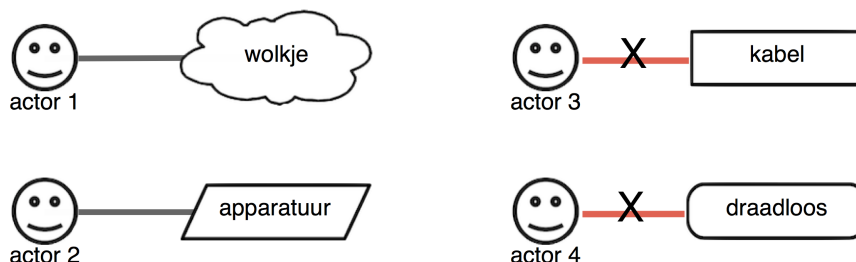 wolkje
actor 1
X
kabel
actor 3
apparatuur
actor 2
X
draadloos
actor 4